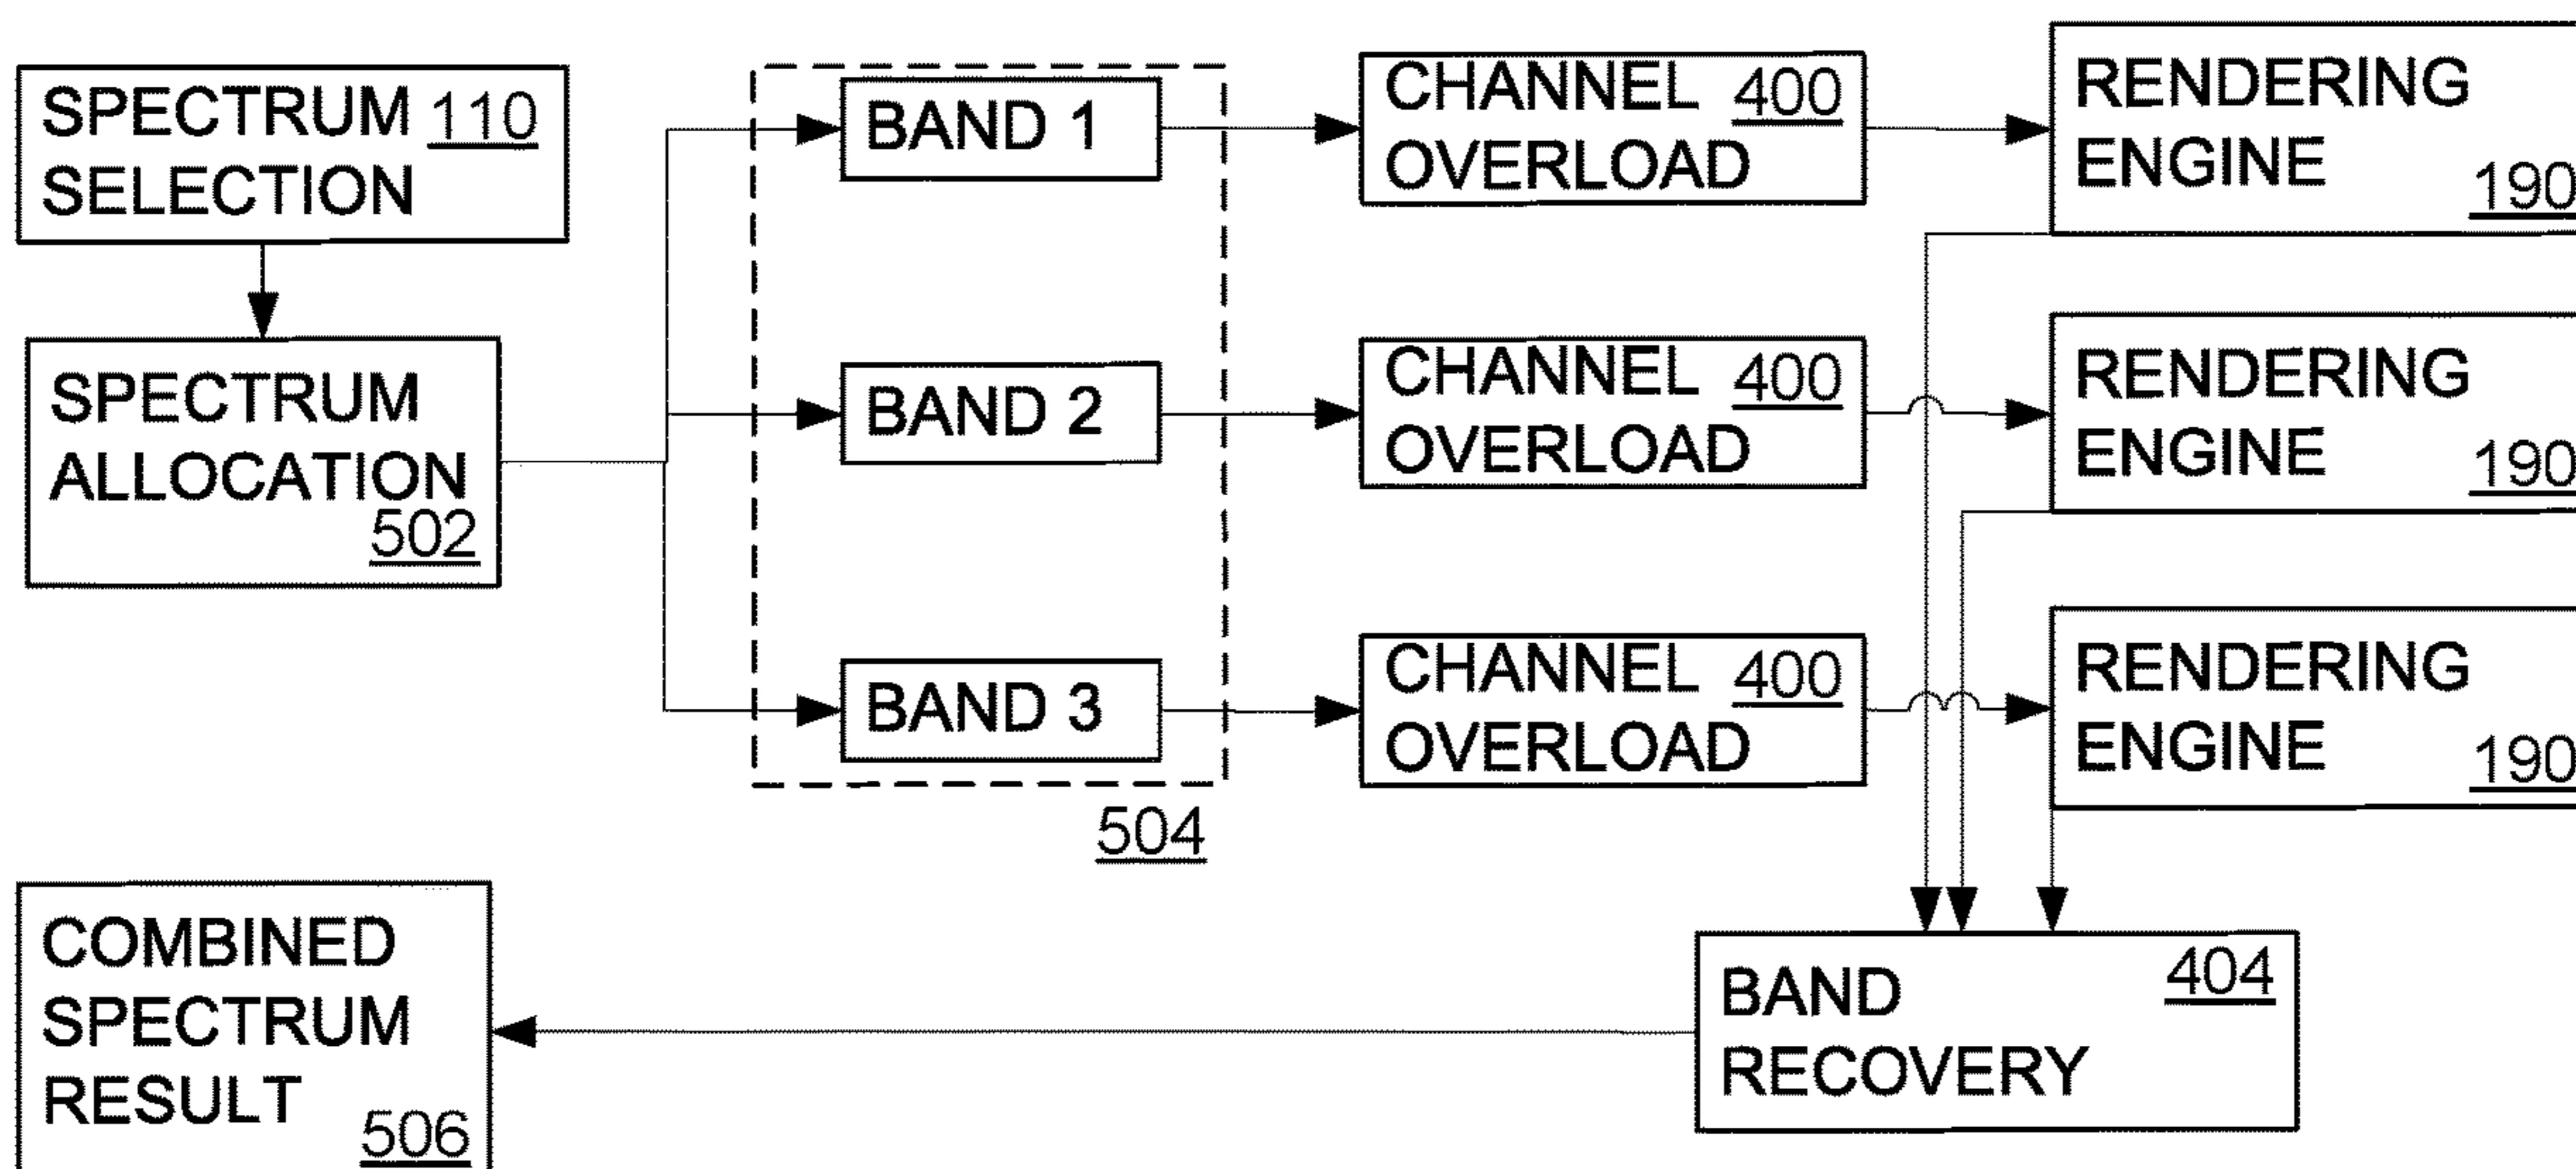 SPECTRUM 110
SELECTION
SPECTRUM
ALLOCATION
502
BAND 1
BAND 2
BAND 3
504
CHANNEL 400
OVERLOAD
CHANNEL 400
OVERLOAD
CHANNEL 400
OVERLOAD
RENDERING
ENGINE 190
RENDERING
ENGINE 190
RENDERING
ENGINE 190
BAND 404
RECOVERY
COMBINED
SPECTRUM
RESULT
506